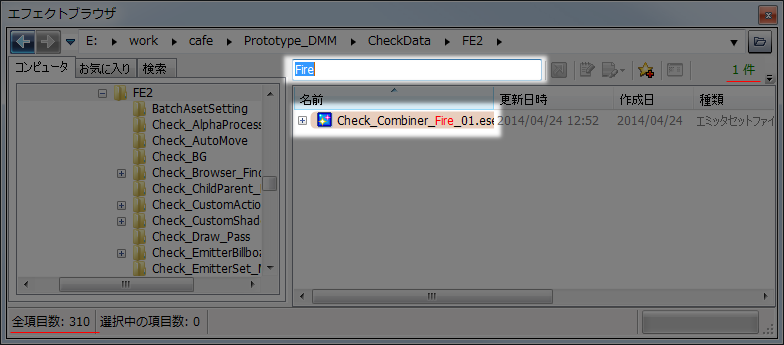 エフェクトブラウザ
E: ▸ work ▸ cafe ▸ Prototype_DMM ▸ CheckData ▸ FE2 ▸
コンピュータ お気に入り 検索
Fire
1 件
FE2
BatchAsetSetting
Check_AlphaProcess
Check_AutoMove
Check_BG
Check_Browser_Find
Check_ChildParent_
Check_CustomActio
Check_CustomShad
Check_Draw_Pass
Check_EmitterBillboa
Check_EmitterSet_M
名前 更新日時 作成日 種類
Check_Combiner_Fire_01.ese 2014/04/24 12:52 2014/04/24 エミッタセットファイ
全項目数: 310 選択中の項目数: 0